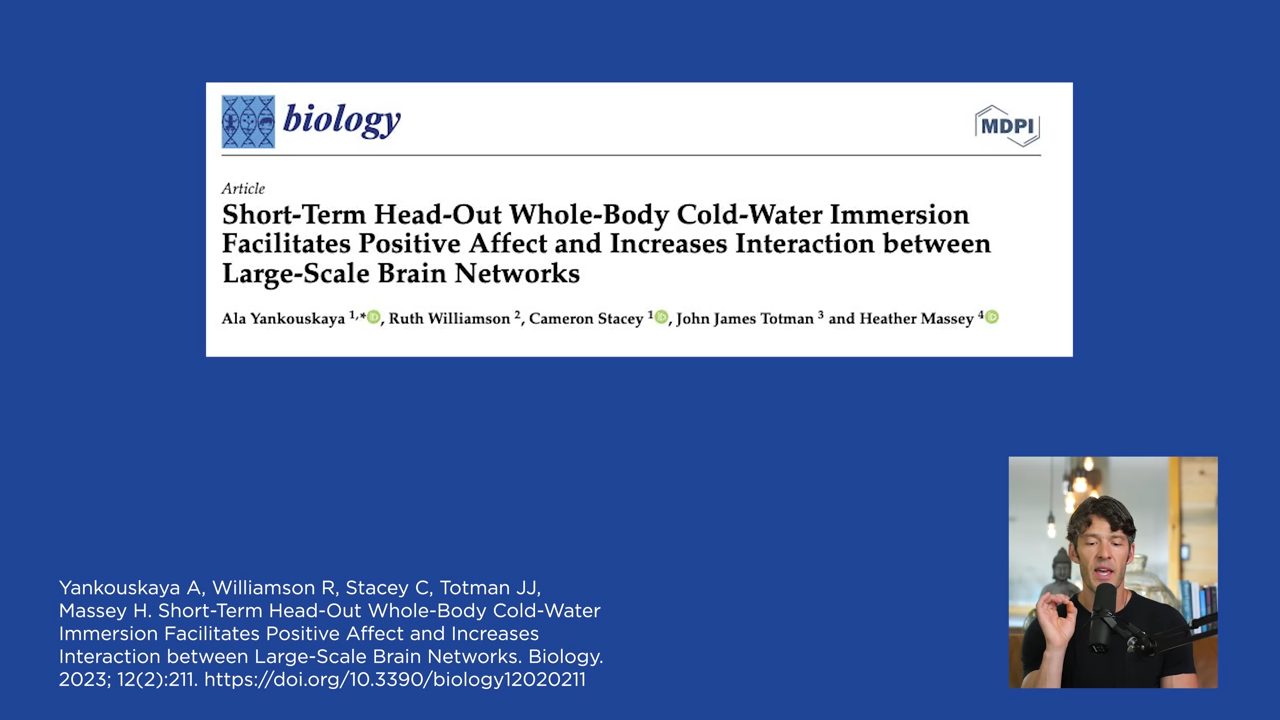 biology
MDPI
Article
Short-Term Head-Out Whole-Body Cold-Water Immersion
Facilitates Positive Affect and Increases Interaction between
Large-Scale Brain Networks
Ala Yankouskaya 1,* iD, Ruth Williamson 2, Cameron Stacey 1 iD, John James Totman 3 and Heather Massey 4 iD
Yankouskaya A, Williamson R, Stacey C, Totman JJ,
Massey H. Short-Term Head-Out Whole-Body Cold-Water
Immersion Facilitates Positive Affect and Increases
Interaction between Large-Scale Brain Networks. Biology.
2023; 12(2):211. https://doi.org/10.3390/biology12020211